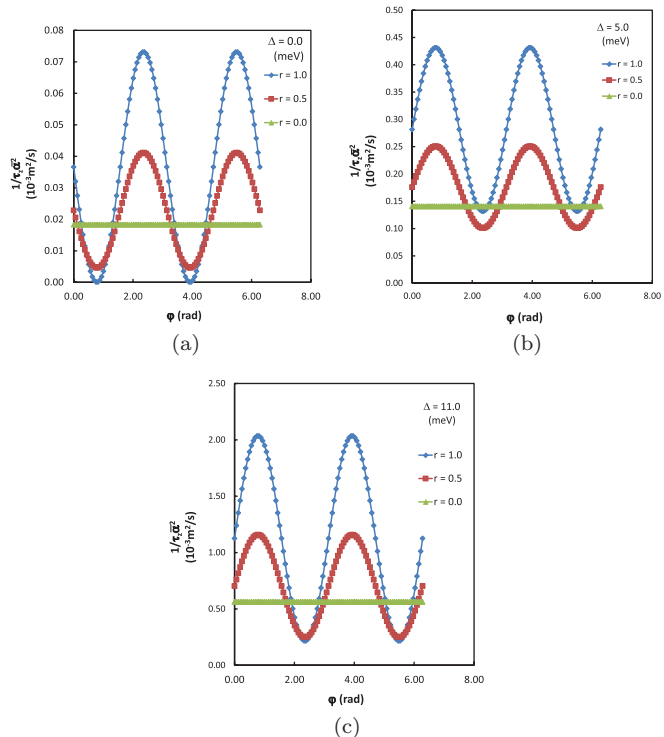 0.08
0.07
0.06
0.05
0.04
0.03
0.02
0.01
0.00
0.00 2.00 4.00 6.00 8.00
1/τzᾱ²
(10⁻³m²/s)
φ (rad)
Δ = 0.0
(meV)
r = 1.0
r = 0.5
r = 0.0
(a)
0.50
0.45
0.40
0.35
0.30
0.25
0.20
0.15
0.10
0.05
0.00
0.00 2.00 4.00 6.00 8.00
1/τzᾱ²
(10⁻³m²/s)
φ (rad)
Δ = 5.0
(meV)
r = 1.0
r = 0.5
r = 0.0
(b)
2.50
2.00
1.50
1.00
0.50
0.00
0.00 2.00 4.00 6.00 8.00
1/τzᾱ²
(10⁻³m²/s)
φ (rad)
Δ = 11.0
(meV)
r = 1.0
r = 0.5
r = 0.0
(c)